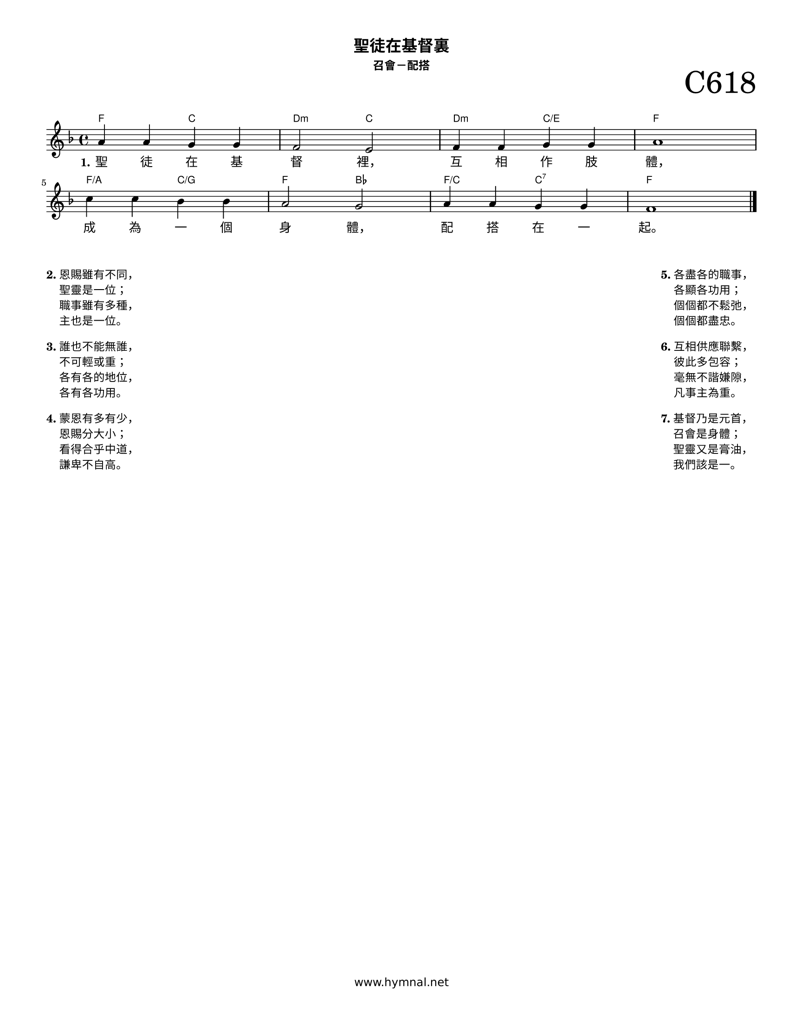 聖徒在基督裏
召會－配搭
C618
F C Dm C Dm C/E F
1. 聖 徒 在 基 督 裡， 互 相 作 肢 體，
5 F/A C/G F B♭ F/C C7 F
成 為 一 個 身 體， 配 搭 在 一 起。
2. 恩賜雖有不同，
聖靈是一位；
職事雖有多種，
主也是一位。
3. 誰也不能無誰，
不可輕或重；
各有各的地位，
各有各功用。
4. 蒙恩有多有少，
恩賜分大小；
看得合乎中道，
謙卑不自高。
5. 各盡各的職事，
各顯各功用；
個個都不鬆弛，
個個都盡忠。
6. 互相供應聯繫，
彼此多包容；
毫無不諧嫌隙，
凡事主為重。
7. 基督乃是元首，
召會是身體；
聖靈又是膏油，
我們該是一。
www.hymnal.net